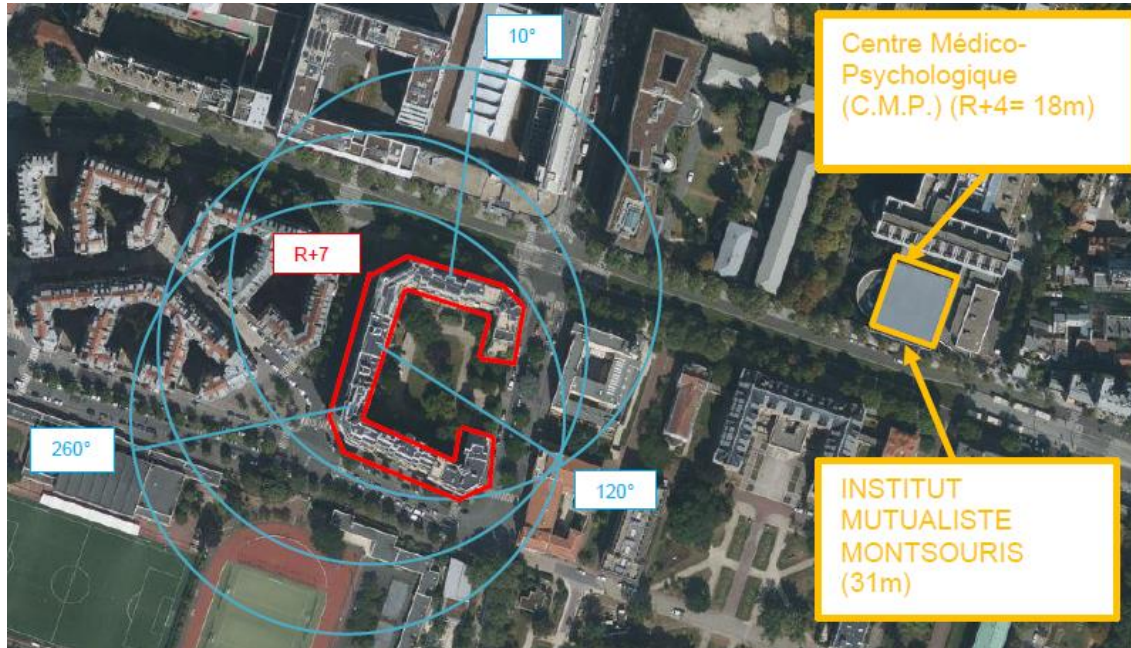 10°
Centre Médico-
Psychologique
(C.M.P.) (R+4= 18m)
R+7
260°
120°
INSTITUT
MUTUALISTE
MONTSOURIS
(31m)